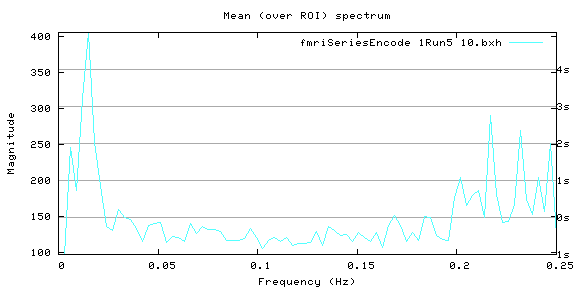 Mean (over ROI) spectrum
fmriSeriesEncode 1Run5 10.bxh
Magnitude
400
350
300
250
200
150
100
4s
3s
2s
1s
0s
1s
0
0.05
0.1
0.15
0.2
0.25
Frequency (Hz)